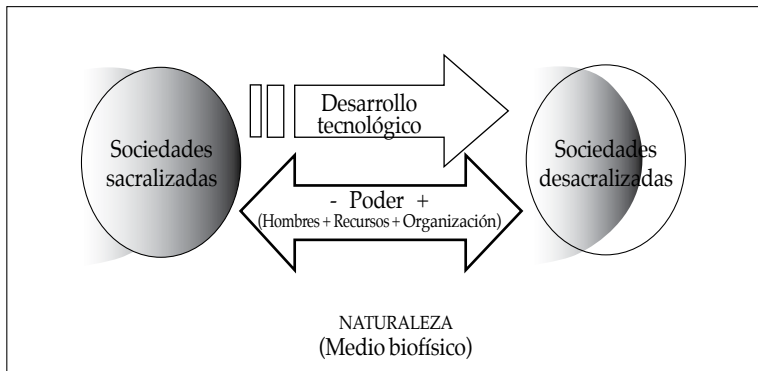 Desarrollo
tecnológico
Sociedades
sacralizadas
Sociedades
desacralizadas
- Poder +
(Hombres + Recursos + Organización)
NATURALEZA
(Medio biofísico)